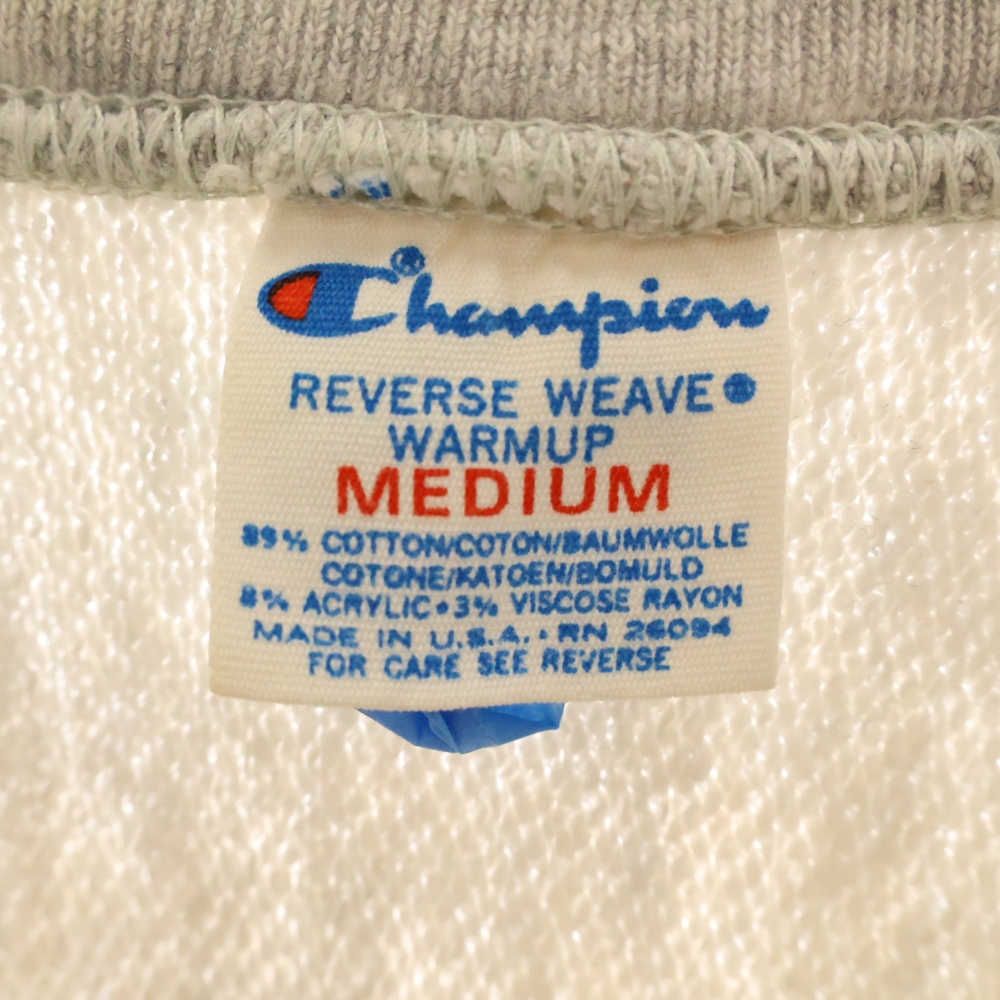 Champion
REVERSE WEAVE®
WARMUP
MEDIUM
89% COTTON/COTON/BAUMWOLLE
COTONE/KATOEN/BOMULD
8% ACRYLIC•3% VISCOSE RAYON
MADE IN U.S.A.•RN 26094
FOR CARE SEE REVERSE